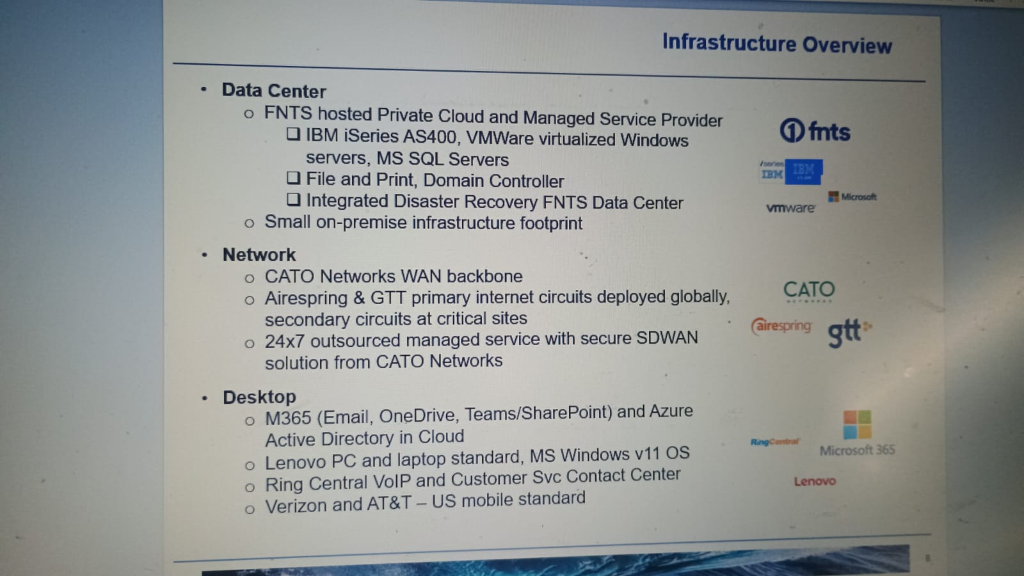 Infrastructure Overview
• Data Center
o FNTS hosted Private Cloud and Managed Service Provider
❑ IBM iSeries AS400, VMWare virtualized Windows
servers, MS SQL Servers
❑ File and Print, Domain Controller
❑ Integrated Disaster Recovery FNTS Data Center
o Small on-premise infrastructure footprint
fnts
iseries
IBM
IBM
Microsoft
vmware
• Network
o CATO Networks WAN backbone
o Airespring & GTT primary internet circuits deployed globally,
secondary circuits at critical sites
o 24x7 outsourced managed service with secure SDWAN
solution from CATO Networks
CATO
NETWORKS
airespring
gtt
• Desktop
o M365 (Email, OneDrive, Teams/SharePoint) and Azure
Active Directory in Cloud
o Lenovo PC and laptop standard, MS Windows v11 OS
o Ring Central VoIP and Customer Svc Contact Center
o Verizon and AT&T – US mobile standard
RingCentral
Microsoft 365
Lenovo